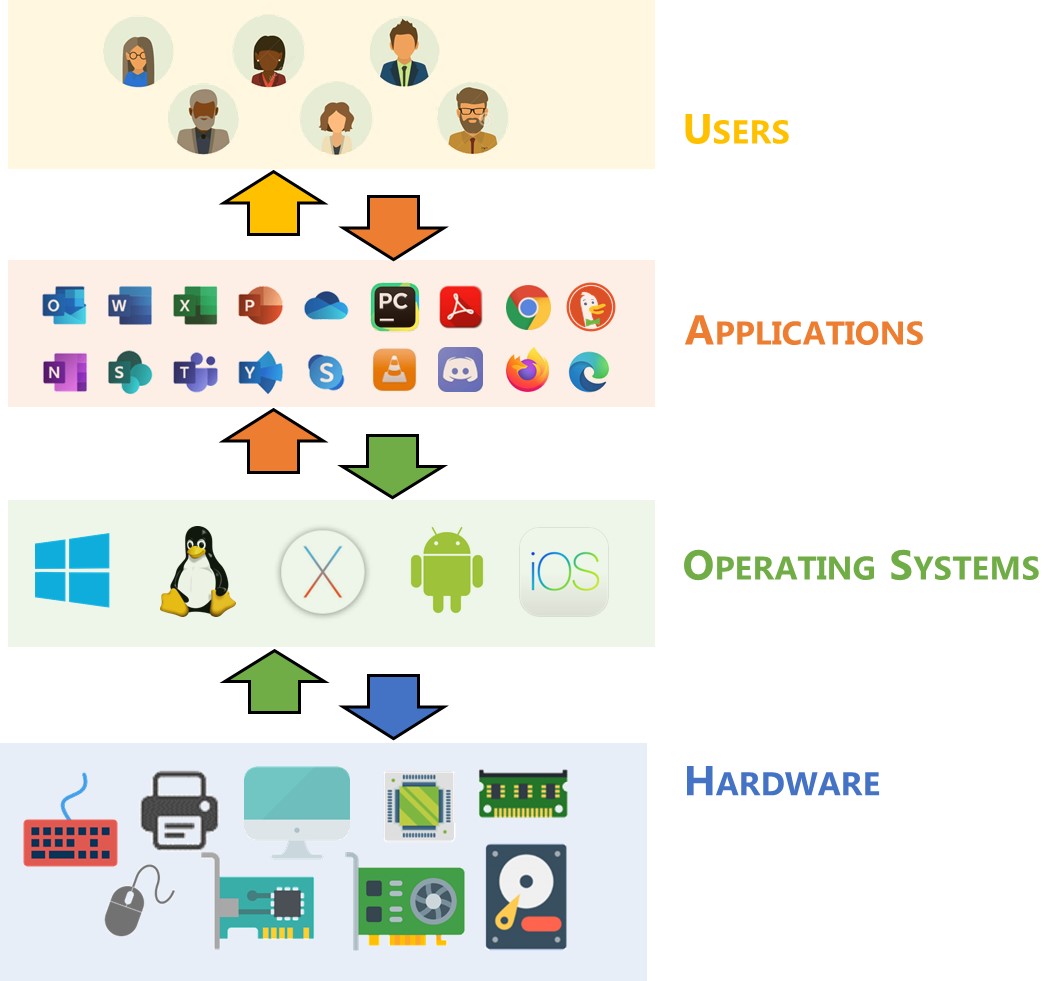 USERS
O W X P PC
N S T Y S
APPLICATIONS
X iOS
OPERATING SYSTEMS
HARDWARE